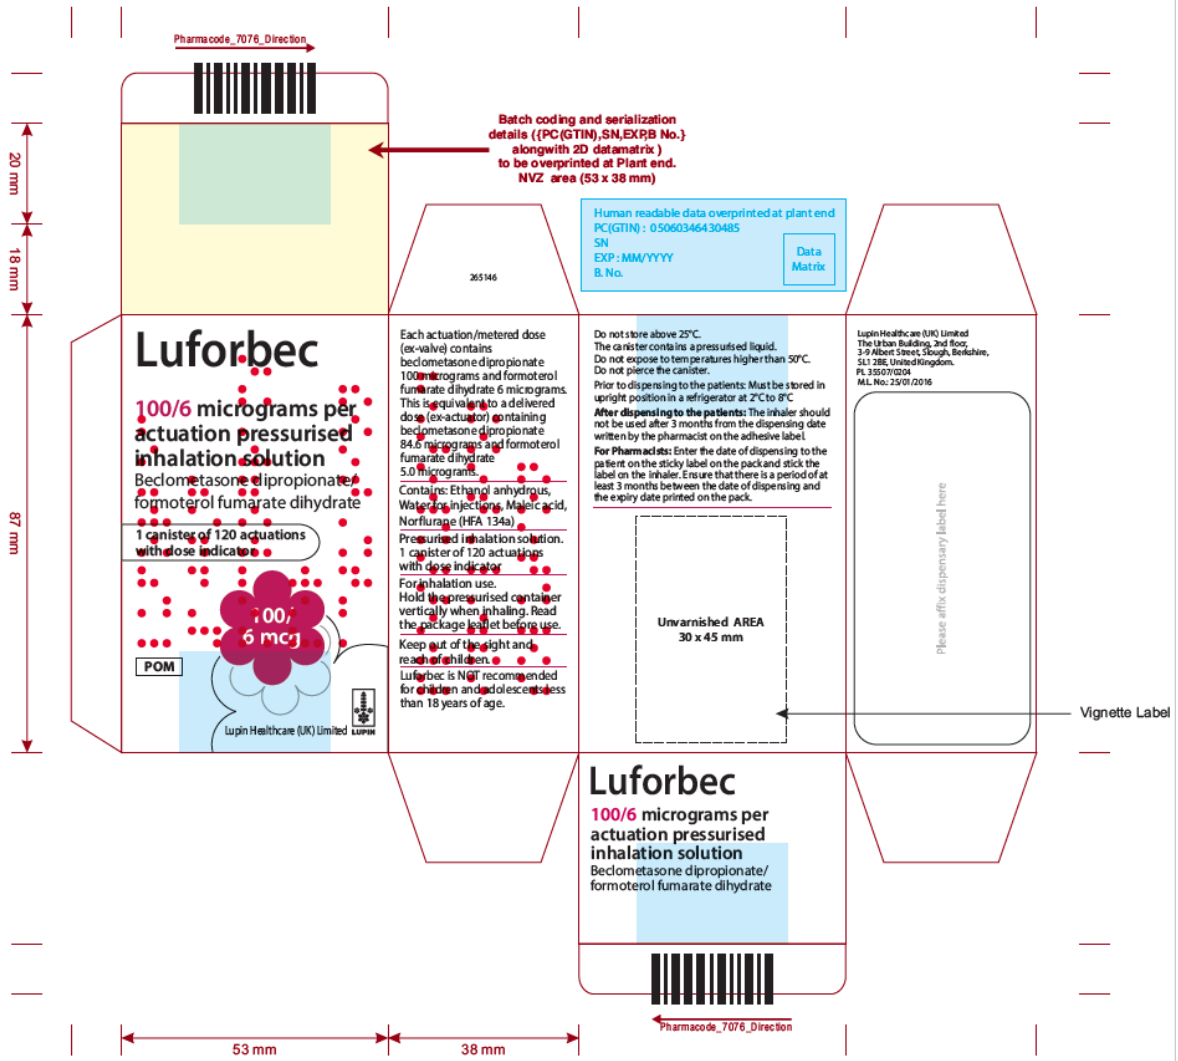 Pharmacode_7076_Direction
Batch coding and serialization
details ({PC(GTIN),SN,EXP,B No.}
alongwith 2D datamatrix )
to be overprinted at Plant end.
NVZ area (53 x 38 mm)
20 mm
18 mm
87 mm
265146
Human readable data overprinted at plant end
PC(GTIN) : 05060346430485
SN
EXP : MM/YYYY
B. No.
Data
Matrix
Luforbec
100/6 micrograms per
actuation pressurised
inhalation solution
Beclometasone dipropionate/
formoterol fumarate dihydrate
1 canister of 120 actuations
with dose indicator
100/
6 mcg
POM
Lupin Healthcare (UK) Limited
LUPIN
Each actuation/metered dose
(ex-valve) contains
beclometasone dipropionate
100 micrograms and formoterol
fumarate dihydrate 6 micrograms.
This is equivalent to a delivered
dose (ex-actuator) containing
beclometasone dipropionate
84.6 micrograms and formoterol
fumarate dihydrate
5.0 micrograms.
Contains: Ethanol anhydrous,
Water for injections, Maleic acid,
Norflurane (HFA 134a)
Pressurised inhalation solution.
1 canister of 120 actuations
with dose indicator
For inhalation use.
Hold the pressurised container
vertically when inhaling. Read
the package leaflet before use.
Keep out of the sight and
reach of children.
Luforbec is NOT recommended
for children and adolescents less
than 18 years of age.
Do not store above 25°C.
The canister contains a pressurised liquid.
Do not expose to temperatures higher than 50°C.
Do not pierce the canister.
Prior to dispensing to the patients: Must be stored in
upright position in a refrigerator at 2°C to 8°C
After dispensing to the patients: The inhaler should
not be used after 3 months from the dispensing date
written by the pharmacist on the adhesive label.
For Pharmacists: Enter the date of dispensing to the
patient on the sticky label on the pack and stick the
label on the inhaler. Ensure that there is a period of at
least 3 months between the date of dispensing and
the expiry date printed on the pack.
Unvarnished AREA
30 x 45 mm
Lupin Healthcare (UK) Limited
The Urban Building, 2nd floor,
3-9 Albert Street, Slough, Berkshire,
SL1 2BE, United Kingdom.
PL 35507/0204
M.L. No.: 25/01/2016
Please affix dispensary label here
Vignette Label
Luforbec
100/6 micrograms per
actuation pressurised
inhalation solution
Beclometasone dipropionate/
formoterol fumarate dihydrate
Pharmacode_7076_Direction
53 mm
38 mm